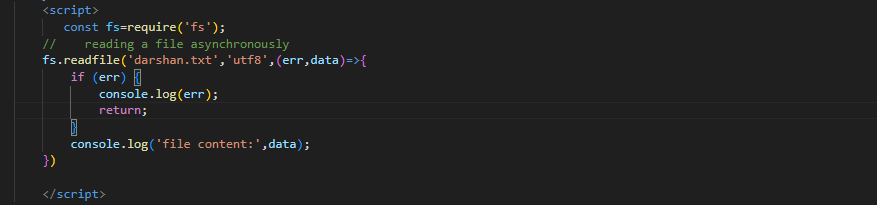 <script>
const fs=require('fs');
//    reading a file asynchronously
fs.readfile('darshan.txt','utf8',(err,data)=>{
if (err) {
console.log(err);
return;
}
console.log('file content:',data);
})
</script>